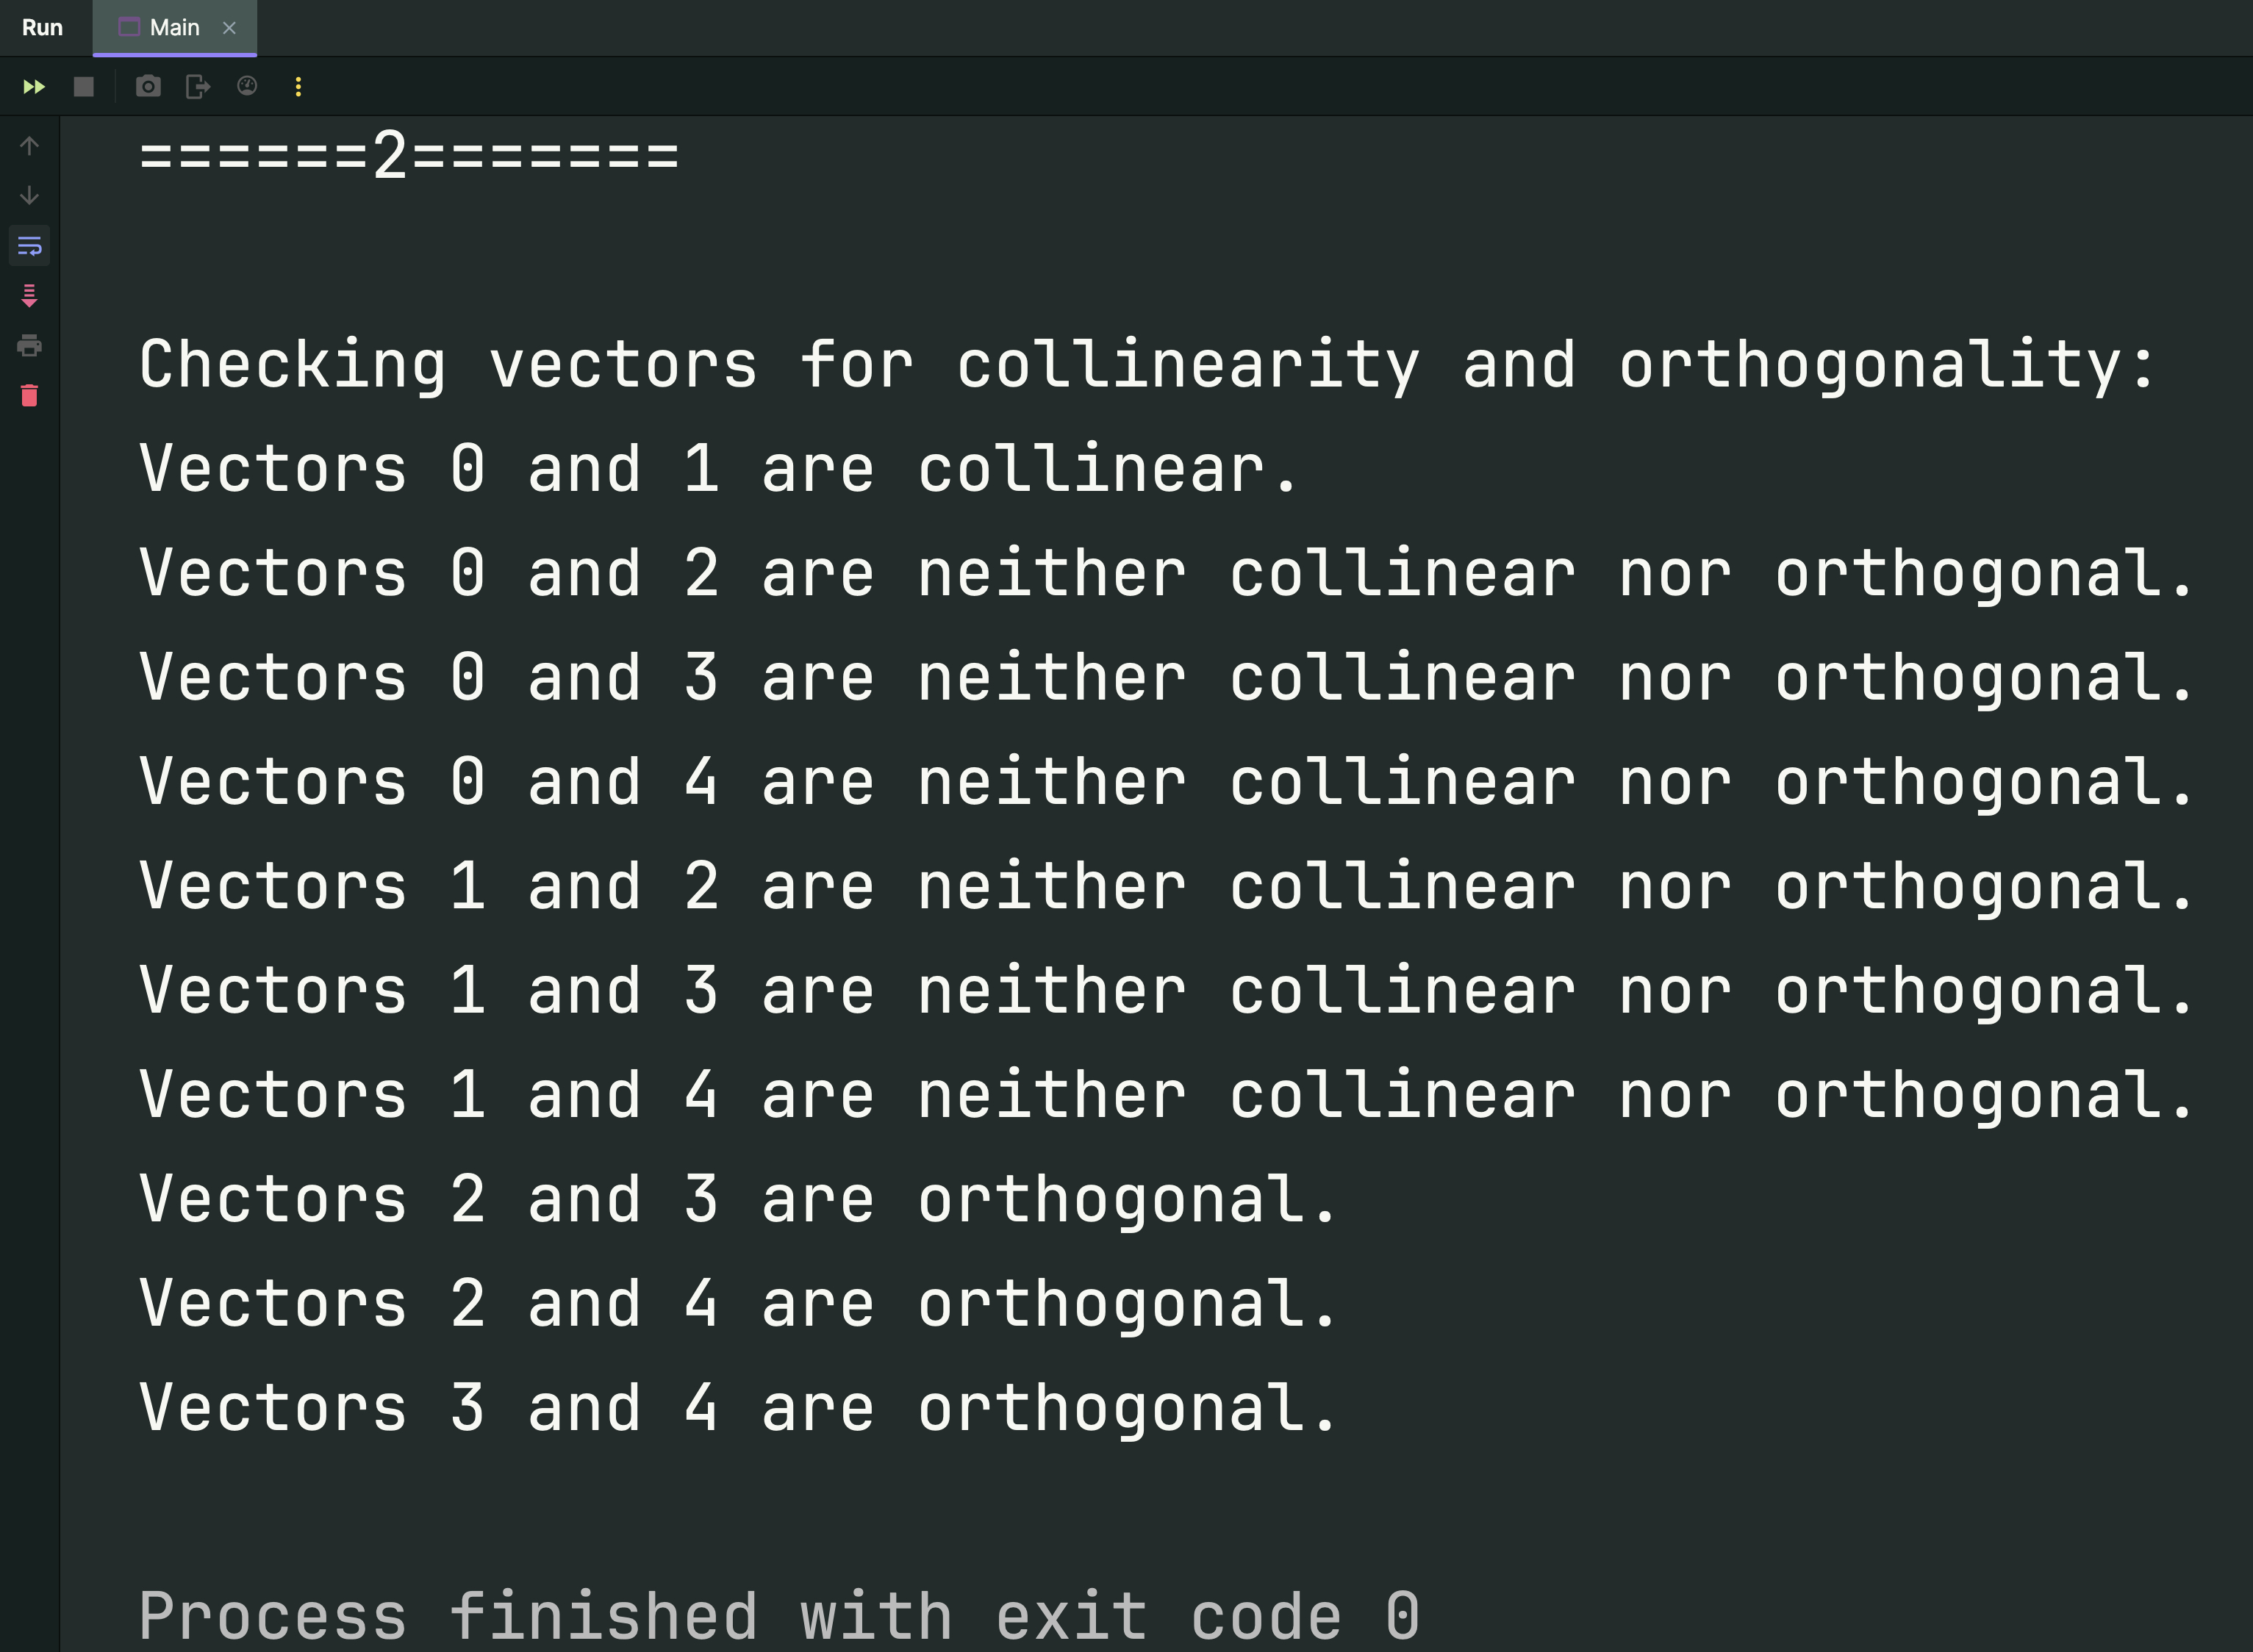 Run Main
======2=======
Checking vectors for collinearity and orthogonality:
Vectors 0 and 1 are collinear.
Vectors 0 and 2 are neither collinear nor orthogonal.
Vectors 0 and 3 are neither collinear nor orthogonal.
Vectors 0 and 4 are neither collinear nor orthogonal.
Vectors 1 and 2 are neither collinear nor orthogonal.
Vectors 1 and 3 are neither collinear nor orthogonal.
Vectors 1 and 4 are neither collinear nor orthogonal.
Vectors 2 and 3 are orthogonal.
Vectors 2 and 4 are orthogonal.
Vectors 3 and 4 are orthogonal.
Process finished with exit code 0